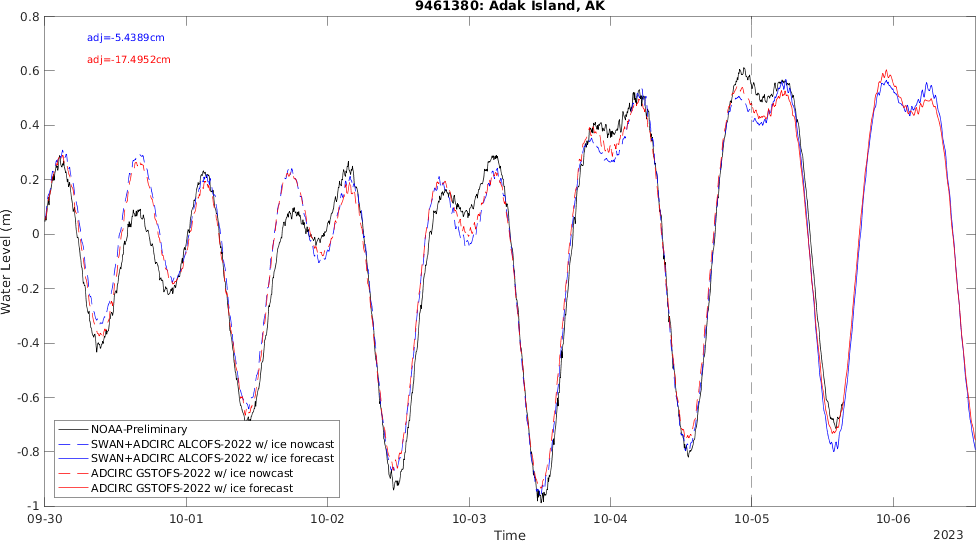 9461380: Adak Island, AK
adj=-5.4389cm
adj=-17.4952cm
0.8
0.6
0.4
0.2
0
-0.2
-0.4
-0.6
-0.8
-1
Water Level (m)
NOAA-Preliminary
SWAN+ADCIRC ALCOFS-2022 w/ ice nowcast
SWAN+ADCIRC ALCOFS-2022 w/ ice forecast
ADCIRC GSTOFS-2022 w/ ice nowcast
ADCIRC GSTOFS-2022 w/ ice forecast
09-30 10-01 10-02 10-03 10-04 10-05 10-06
Time
2023